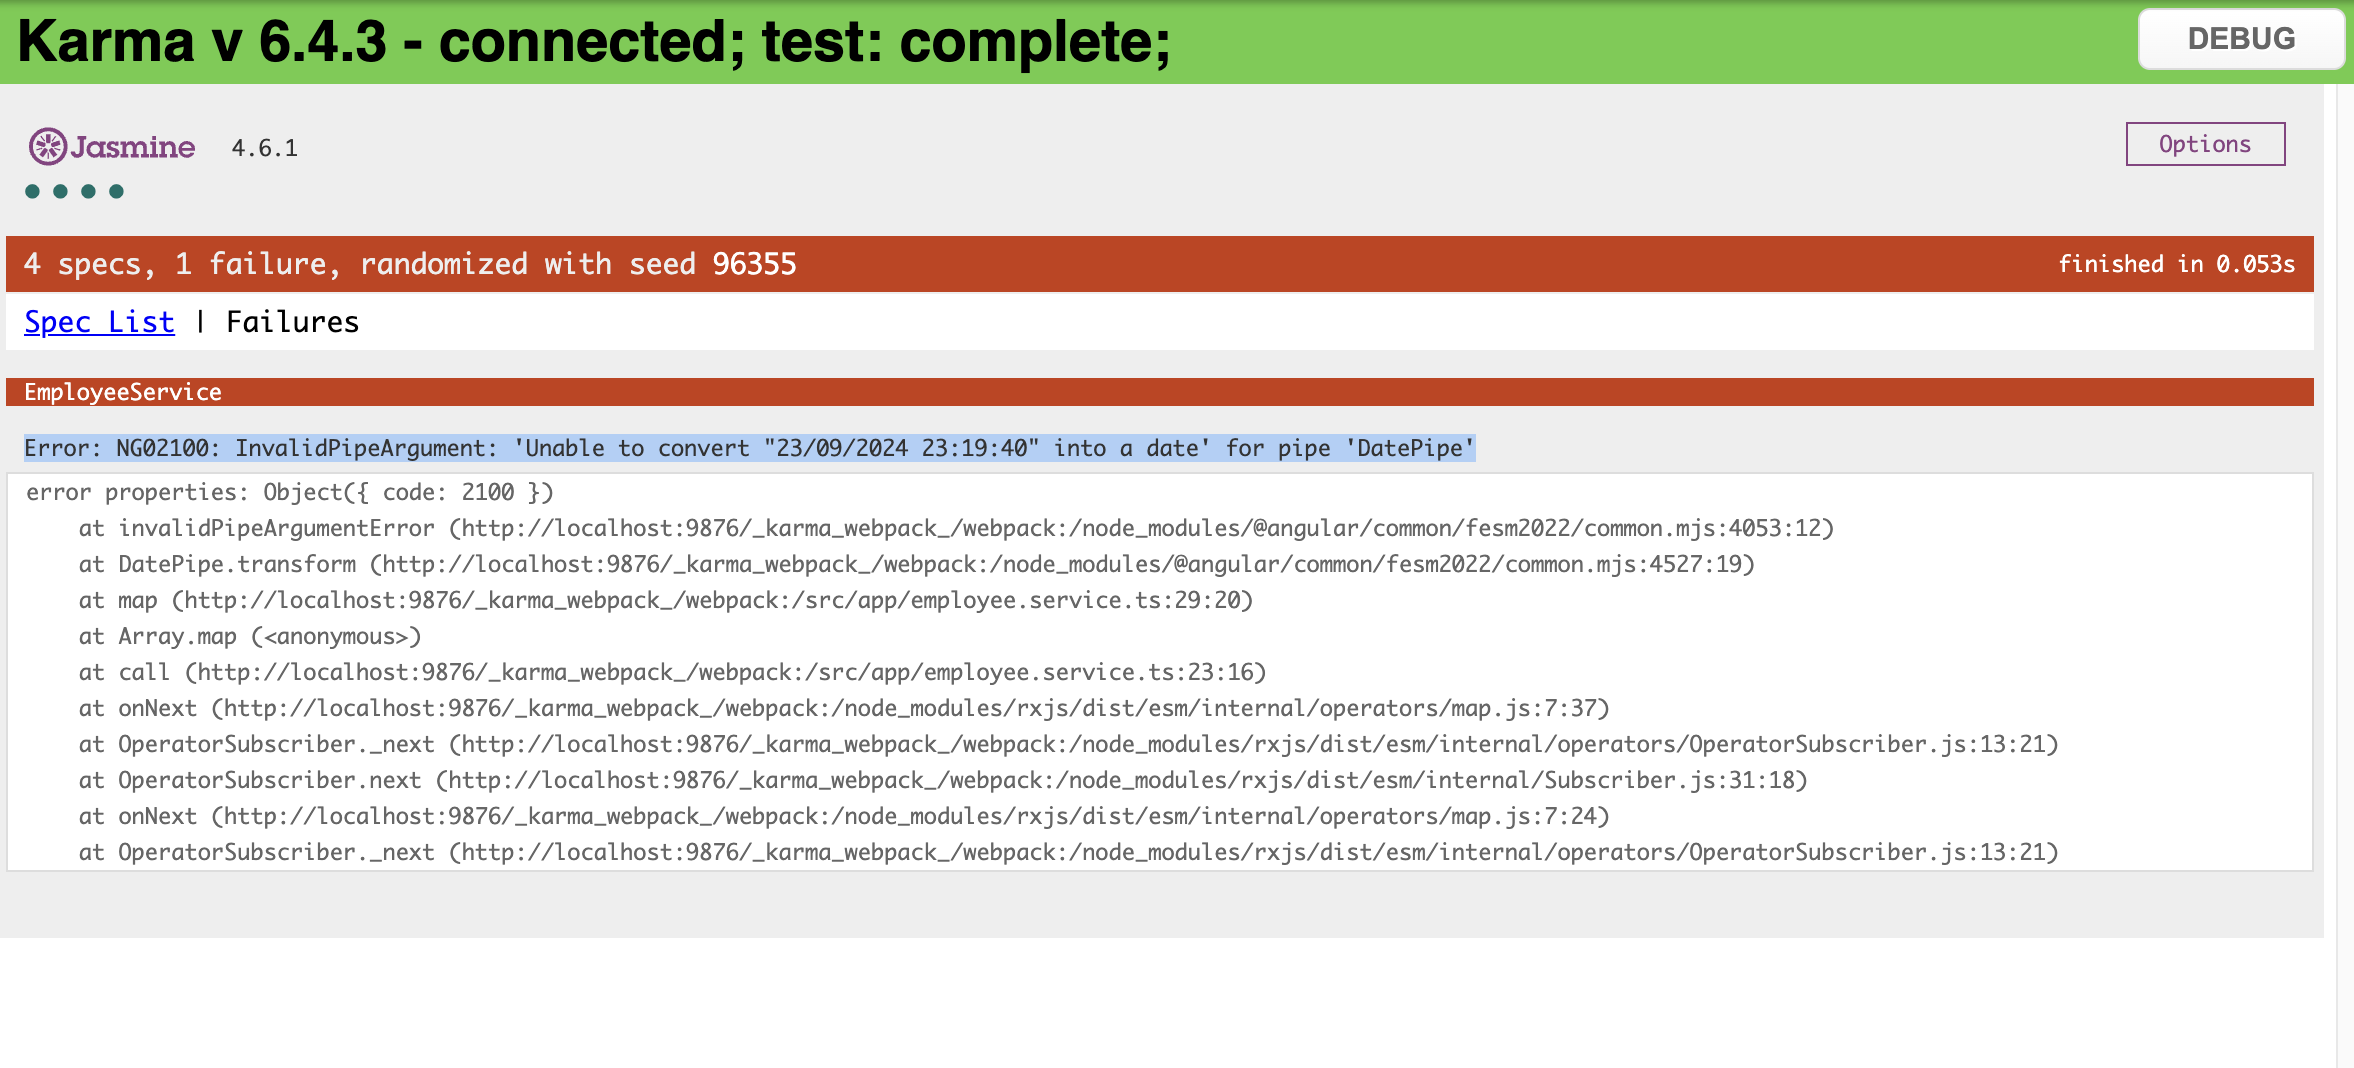 Karma v 6.4.3 - connected; test: complete;
DEBUG
Jasmine 4.6.1
Options
4 specs, 1 failure, randomized with seed 96355
finished in 0.053s
Spec List | Failures
EmployeeService
Error: NG02100: InvalidPipeArgument: 'Unable to convert "23/09/2024 23:19:40" into a date' for pipe 'DatePipe'
error properties: Object({ code: 2100 })
at invalidPipeArgumentError (http://localhost:9876/_karma_webpack_/webpack:/node_modules/@angular/common/fesm2022/common.mjs:4053:12)
at DatePipe.transform (http://localhost:9876/_karma_webpack_/webpack:/node_modules/@angular/common/fesm2022/common.mjs:4527:19)
at map (http://localhost:9876/_karma_webpack_/webpack:/src/app/employee.service.ts:29:20)
at Array.map (<anonymous>)
at call (http://localhost:9876/_karma_webpack_/webpack:/src/app/employee.service.ts:23:16)
at onNext (http://localhost:9876/_karma_webpack_/webpack:/node_modules/rxjs/dist/esm/internal/operators/map.js:7:37)
at OperatorSubscriber._next (http://localhost:9876/_karma_webpack_/webpack:/node_modules/rxjs/dist/esm/internal/operators/OperatorSubscriber.js:13:21)
at OperatorSubscriber.next (http://localhost:9876/_karma_webpack_/webpack:/node_modules/rxjs/dist/esm/internal/Subscriber.js:31:18)
at onNext (http://localhost:9876/_karma_webpack_/webpack:/node_modules/rxjs/dist/esm/internal/operators/map.js:7:24)
at OperatorSubscriber._next (http://localhost:9876/_karma_webpack_/webpack:/node_modules/rxjs/dist/esm/internal/operators/OperatorSubscriber.js:13:21)